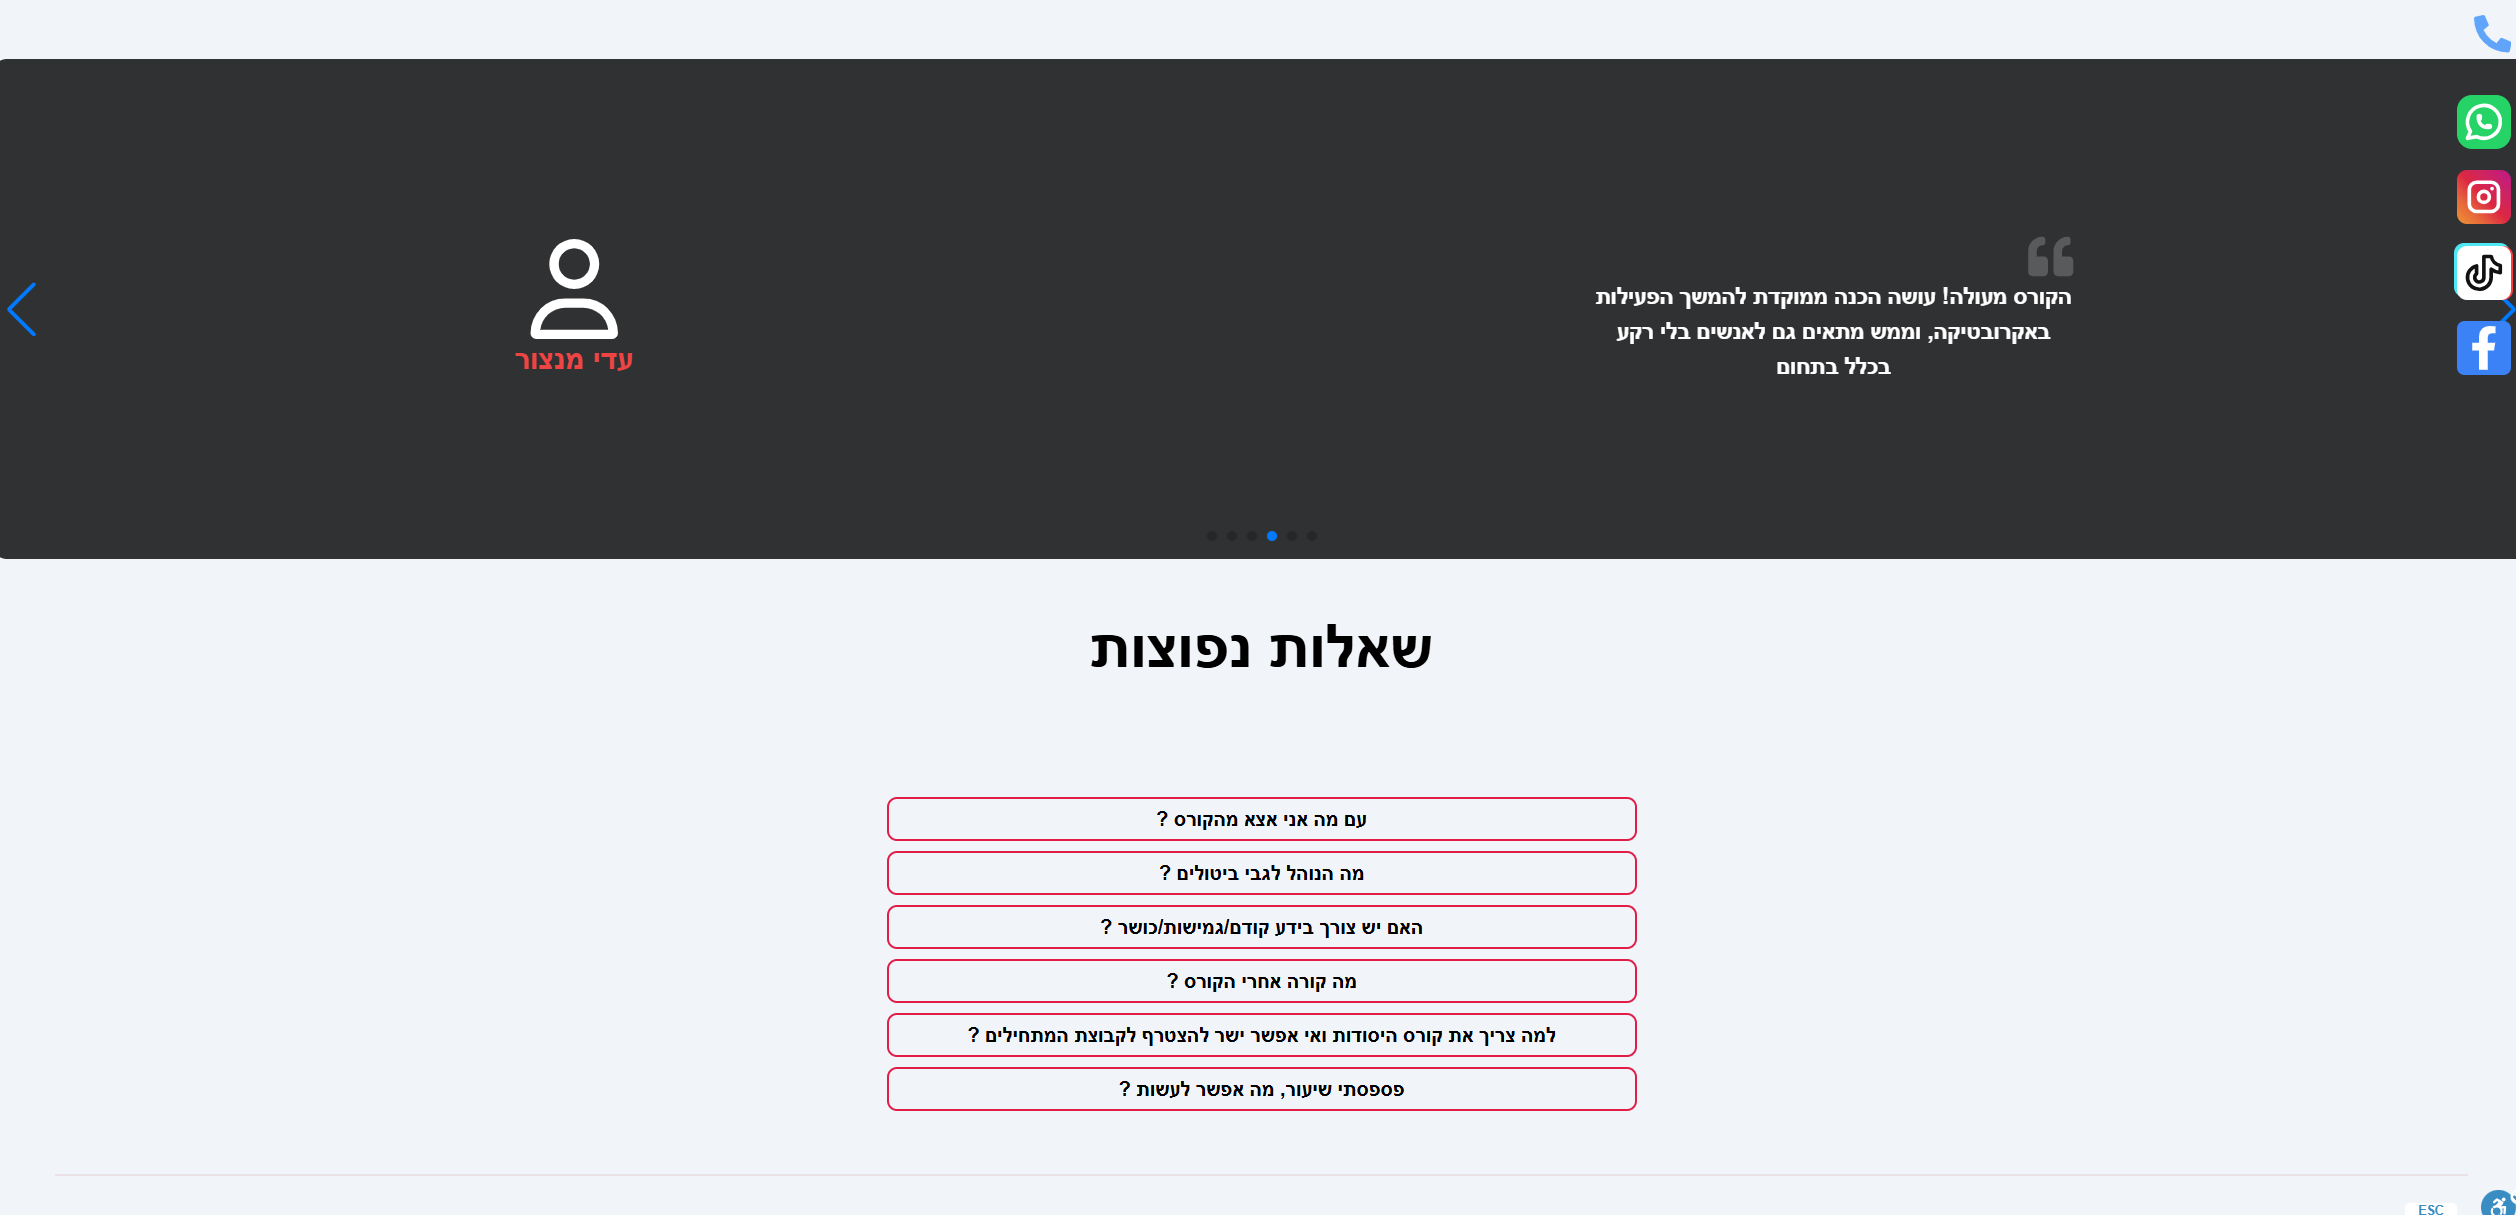 הקורס מעולה! עושה הכנה ממוקדת להמשך הפעילות
באקרובטיקה, וממש מתאים גם לאנשים בלי רקע
בכלל בתחום
עדי מנצור
שאלות נפוצות
עם מה אני אצא מהקורס ?
מה הנוהל לגבי ביטולים ?
האם יש צורך בידע קודם/גמישות/כושר ?
מה קורה אחרי הקורס ?
למה צריך את קורס היסודות ואי אפשר ישר להצטרף לקבוצת המתחילים ?
פספסתי שיעור, מה אפשר לעשות ?
ESC